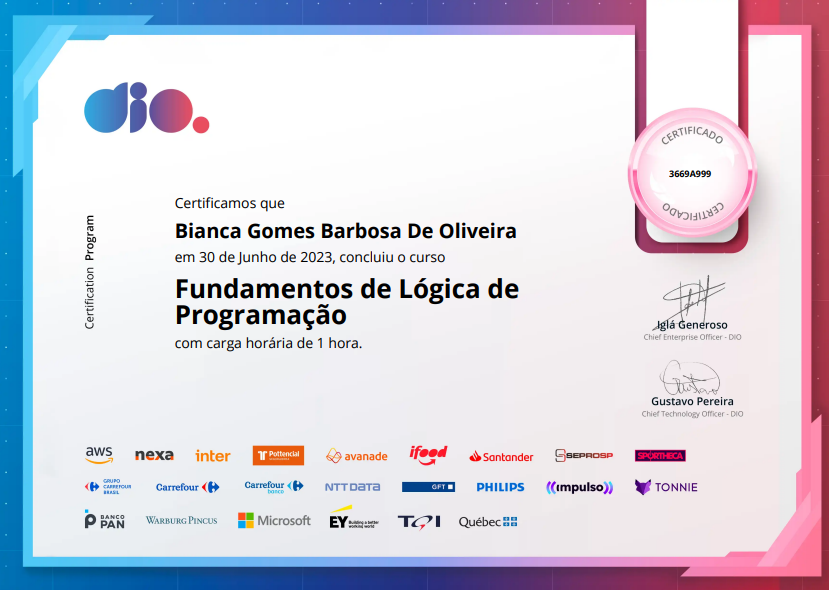 dio.
CERTIFICADO
3669A999
CERTIFICADO
Certification Program
Certificamos que
Bianca Gomes Barbosa De Oliveira
em 30 de Junho de 2023, concluiu o curso
Fundamentos de Lógica de
Programação
com carga horária de 1 hora.
Iglá Generoso
Chief Enterprise Officer - DIO
Gustavo Pereira
Chief Technology Officer - DIO
aws nexa inter Pottencial avanade ifood Santander SEPROSP SPORTHECA
GRUPO CARREFOUR BRASIL Carrefour Carrefour banco NTT DATA GFT PHILIPS impulso TONNIE
BANCO PAN WARBURG PINCUS Microsoft EY Building a better working world TQI Québec